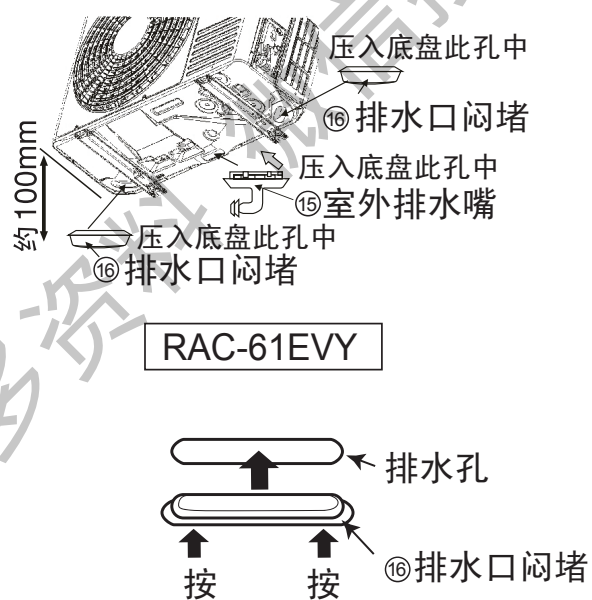 压入底盘此孔中
⑯排水口闷堵
压入底盘此孔中
⑮室外排水嘴
约100mm
压入底盘此孔中
⑯排水口闷堵
RAC-61EVY
排水孔
⑯排水口闷堵
按
按